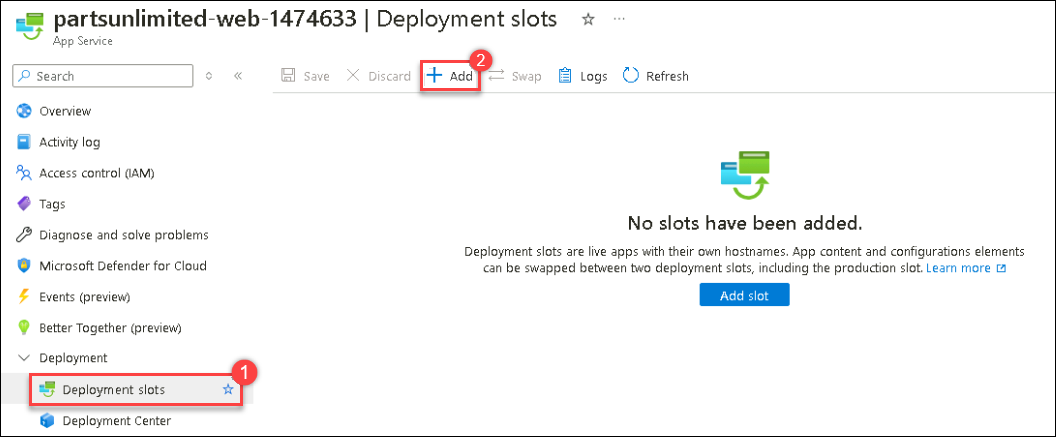 partsunlimited-web-1474633 | Deployment slots
App Service
Search
Save Discard Add Swap Logs Refresh
2
Overview
Activity log
Access control (IAM)
Tags
Diagnose and solve problems
Microsoft Defender for Cloud
Events (preview)
Better Together (preview)
Deployment
1
Deployment slots
Deployment Center
No slots have been added.
Deployment slots are live apps with their own hostnames. App content and configurations elements
can be swapped between two deployment slots, including the production slot. Learn more
Add slot